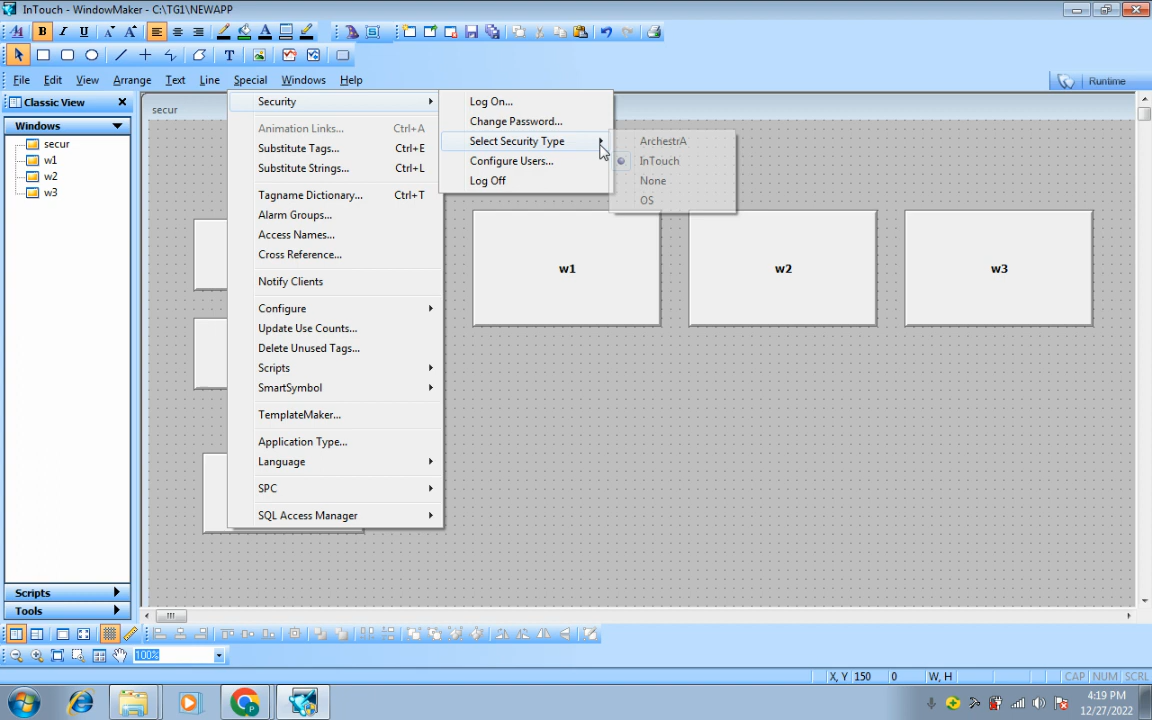 InTouch - WindowMaker - C:\TG1\NEWAPP
File Edit View Arrange Text Line Special Windows Help Runtime
Classic View
Windows
secur
w1
w2
w3
Scripts
Tools
secur
Security
Animation Links... Ctrl+A
Substitute Tags... Ctrl+E
Substitute Strings... Ctrl+L
Tagname Dictionary... Ctrl+T
Alarm Groups...
Access Names...
Cross Reference...
Notify Clients
Configure
Update Use Counts...
Delete Unused Tags...
Scripts
SmartSymbol
TemplateMaker...
Application Type...
Language
SPC
SQL Access Manager
Log On...
Change Password...
Select Security Type
Configure Users...
Log Off
ArchestrA
InTouch
None
OS
w1 w2 w3
100%
X, Y 150 0 W, H CAP NUM SCRL
4:19 PM
12/27/2022